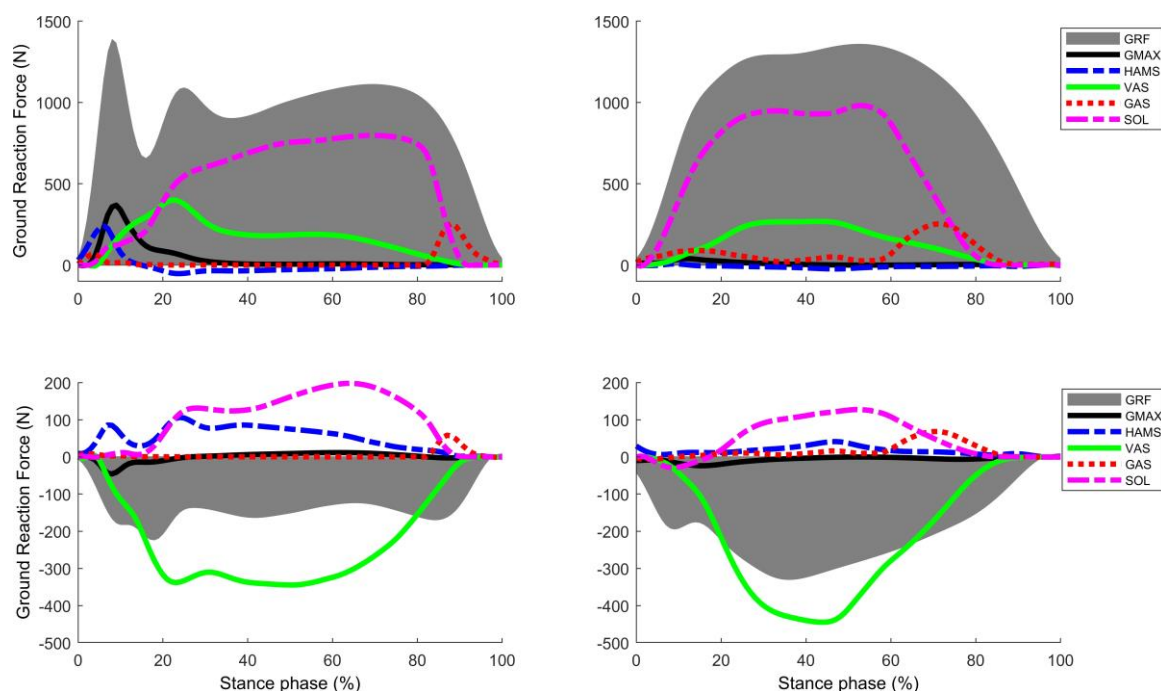 Ground Reaction Force (N)
1500
1000
500
0
0 20 40 60 80 100
1500
1000
500
0
0 20 40 60 80 100
GRF
GMAX
HAMS
VAS
GAS
SOL
Ground Reaction Force (N)
200
100
0
-100
-200
-300
-400
-500
0 20 40 60 80 100
Stance phase (%)
200
100
0
-100
-200
-300
-400
-500
0 20 40 60 80 100
Stance phase (%)
GRF
GMAX
HAMS
VAS
GAS
SOL